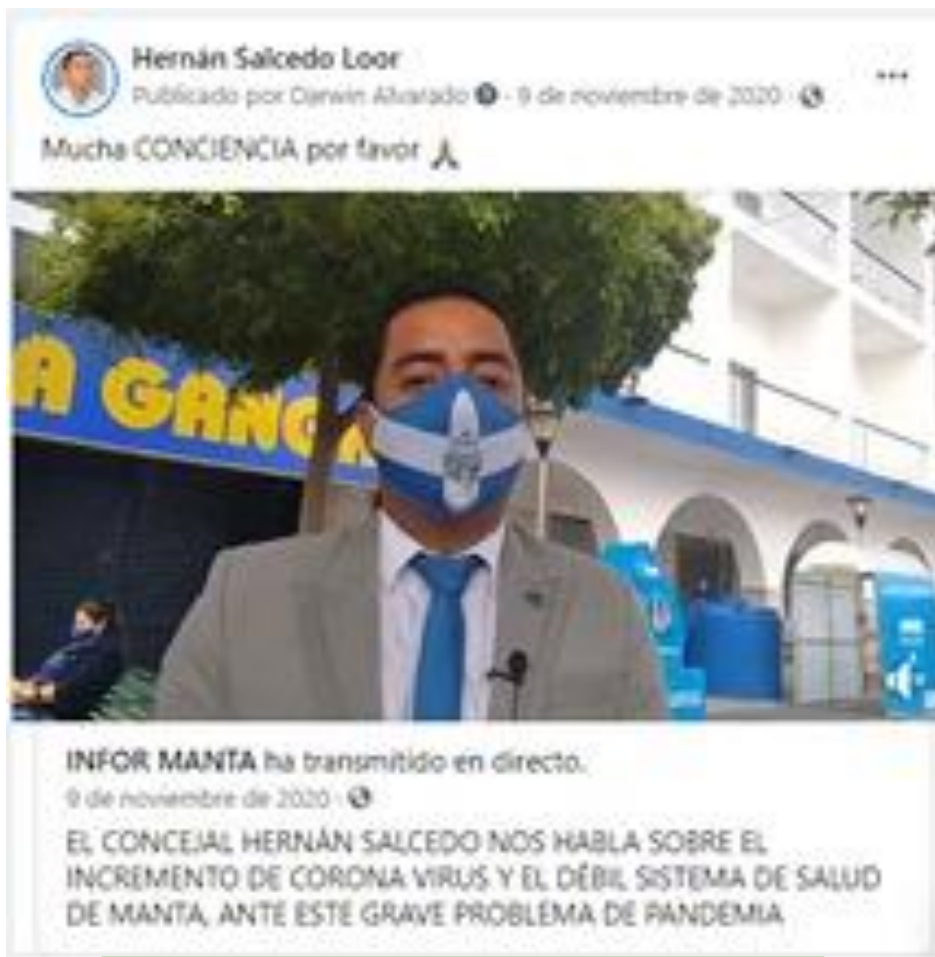 Hernán Salcedo Loor
Publicado por Darwin Alvarado · 9 de noviembre de 2020 ·
Mucha CONCIENCIA por favor
A GANGA
INFOR MANTA ha transmitido en directo.
9 de noviembre de 2020 ·
EL CONCEJAL HERNÁN SALCEDO NOS HABLA SOBRE EL
INCREMENTO DE CORONA VIRUS Y EL DÉBIL SISTEMA DE SALUD
DE MANTA, ANTE ESTE GRAVE PROBLEMA DE PANDEMIA